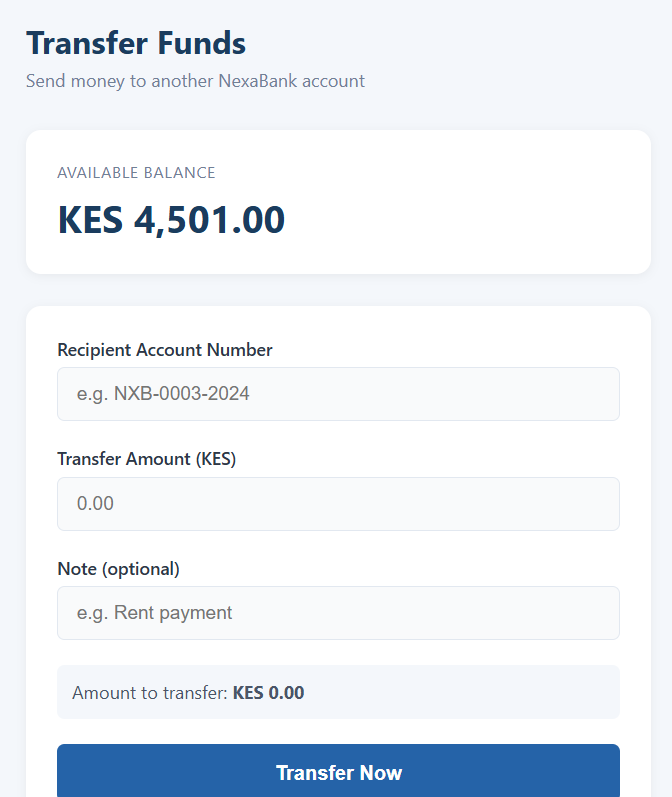 Transfer Funds
Send money to another NexaBank account
AVAILABLE BALANCE
KES 4,501.00
Recipient Account Number
e.g. NXB-0003-2024
Transfer Amount (KES)
0.00
Note (optional)
e.g. Rent payment
Amount to transfer: KES 0.00
Transfer Now